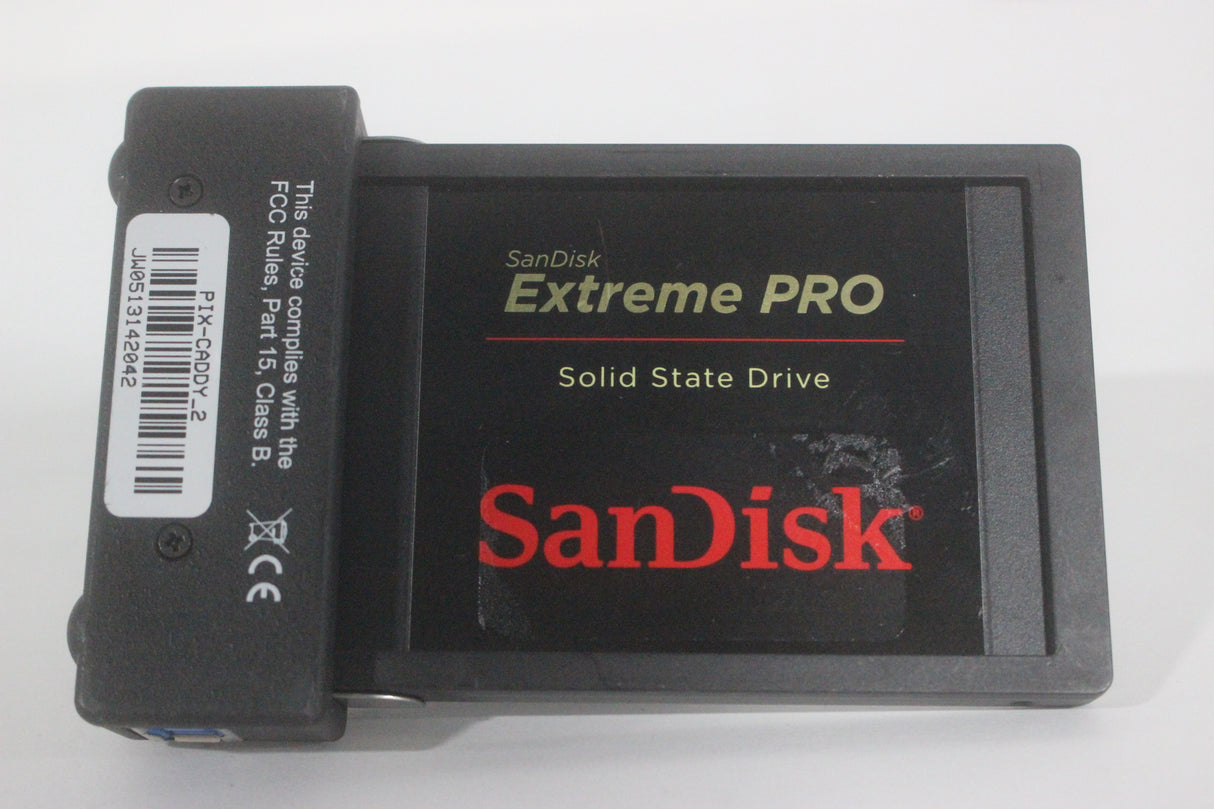 This device complies with the
FCC Rules, Part 15, Class B.
CE
PIX-CADDY_2
JW0513142042
SanDisk
Extreme PRO
Solid State Drive
SanDisk®